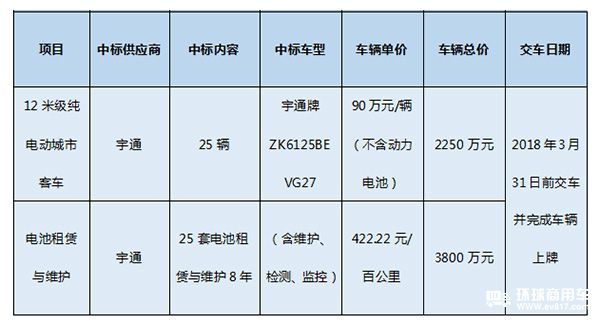 项目 中标供应商 中标内容 中标车型 车辆单价 车辆总价 交车日期
12 米级纯
电动城市
客车
宇通
25 辆
宇通牌
ZK6125BE
VG27
90 万元/辆
（不含动力
电池）
2250 万元
2018 年 3 月
31 日前交车
并完成车辆
上牌
电池租赁
与维护
宇通
25 套电池租
赁与维护 8 年
（含维护、
检测、监控）
422.22 元/
百公里
3800 万元
环球商用车
www.ev817.com